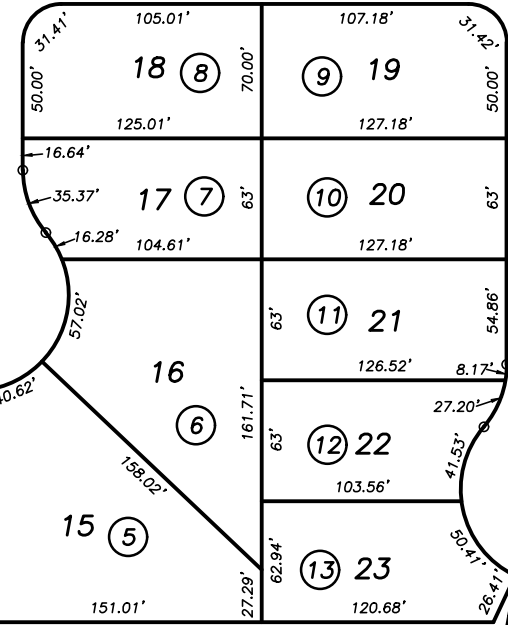 105.01' 107.18'
31.41' 31.42'
50.00' 18 8 70.00' 9 19 50.00'
125.01' 127.18'
16.64'
35.37' 17 7 63' 10 20 63'
16.28' 104.61' 127.18'
57.02' 63' 11 21 54.86'
16 126.52' 8.17'
40.62' 27.20'
6 161.71' 63' 12 22 41.53'
158.02' 103.56'
15 5 62.94' 13 23 50.41'
151.01' 27.29' 120.68' 26.41'